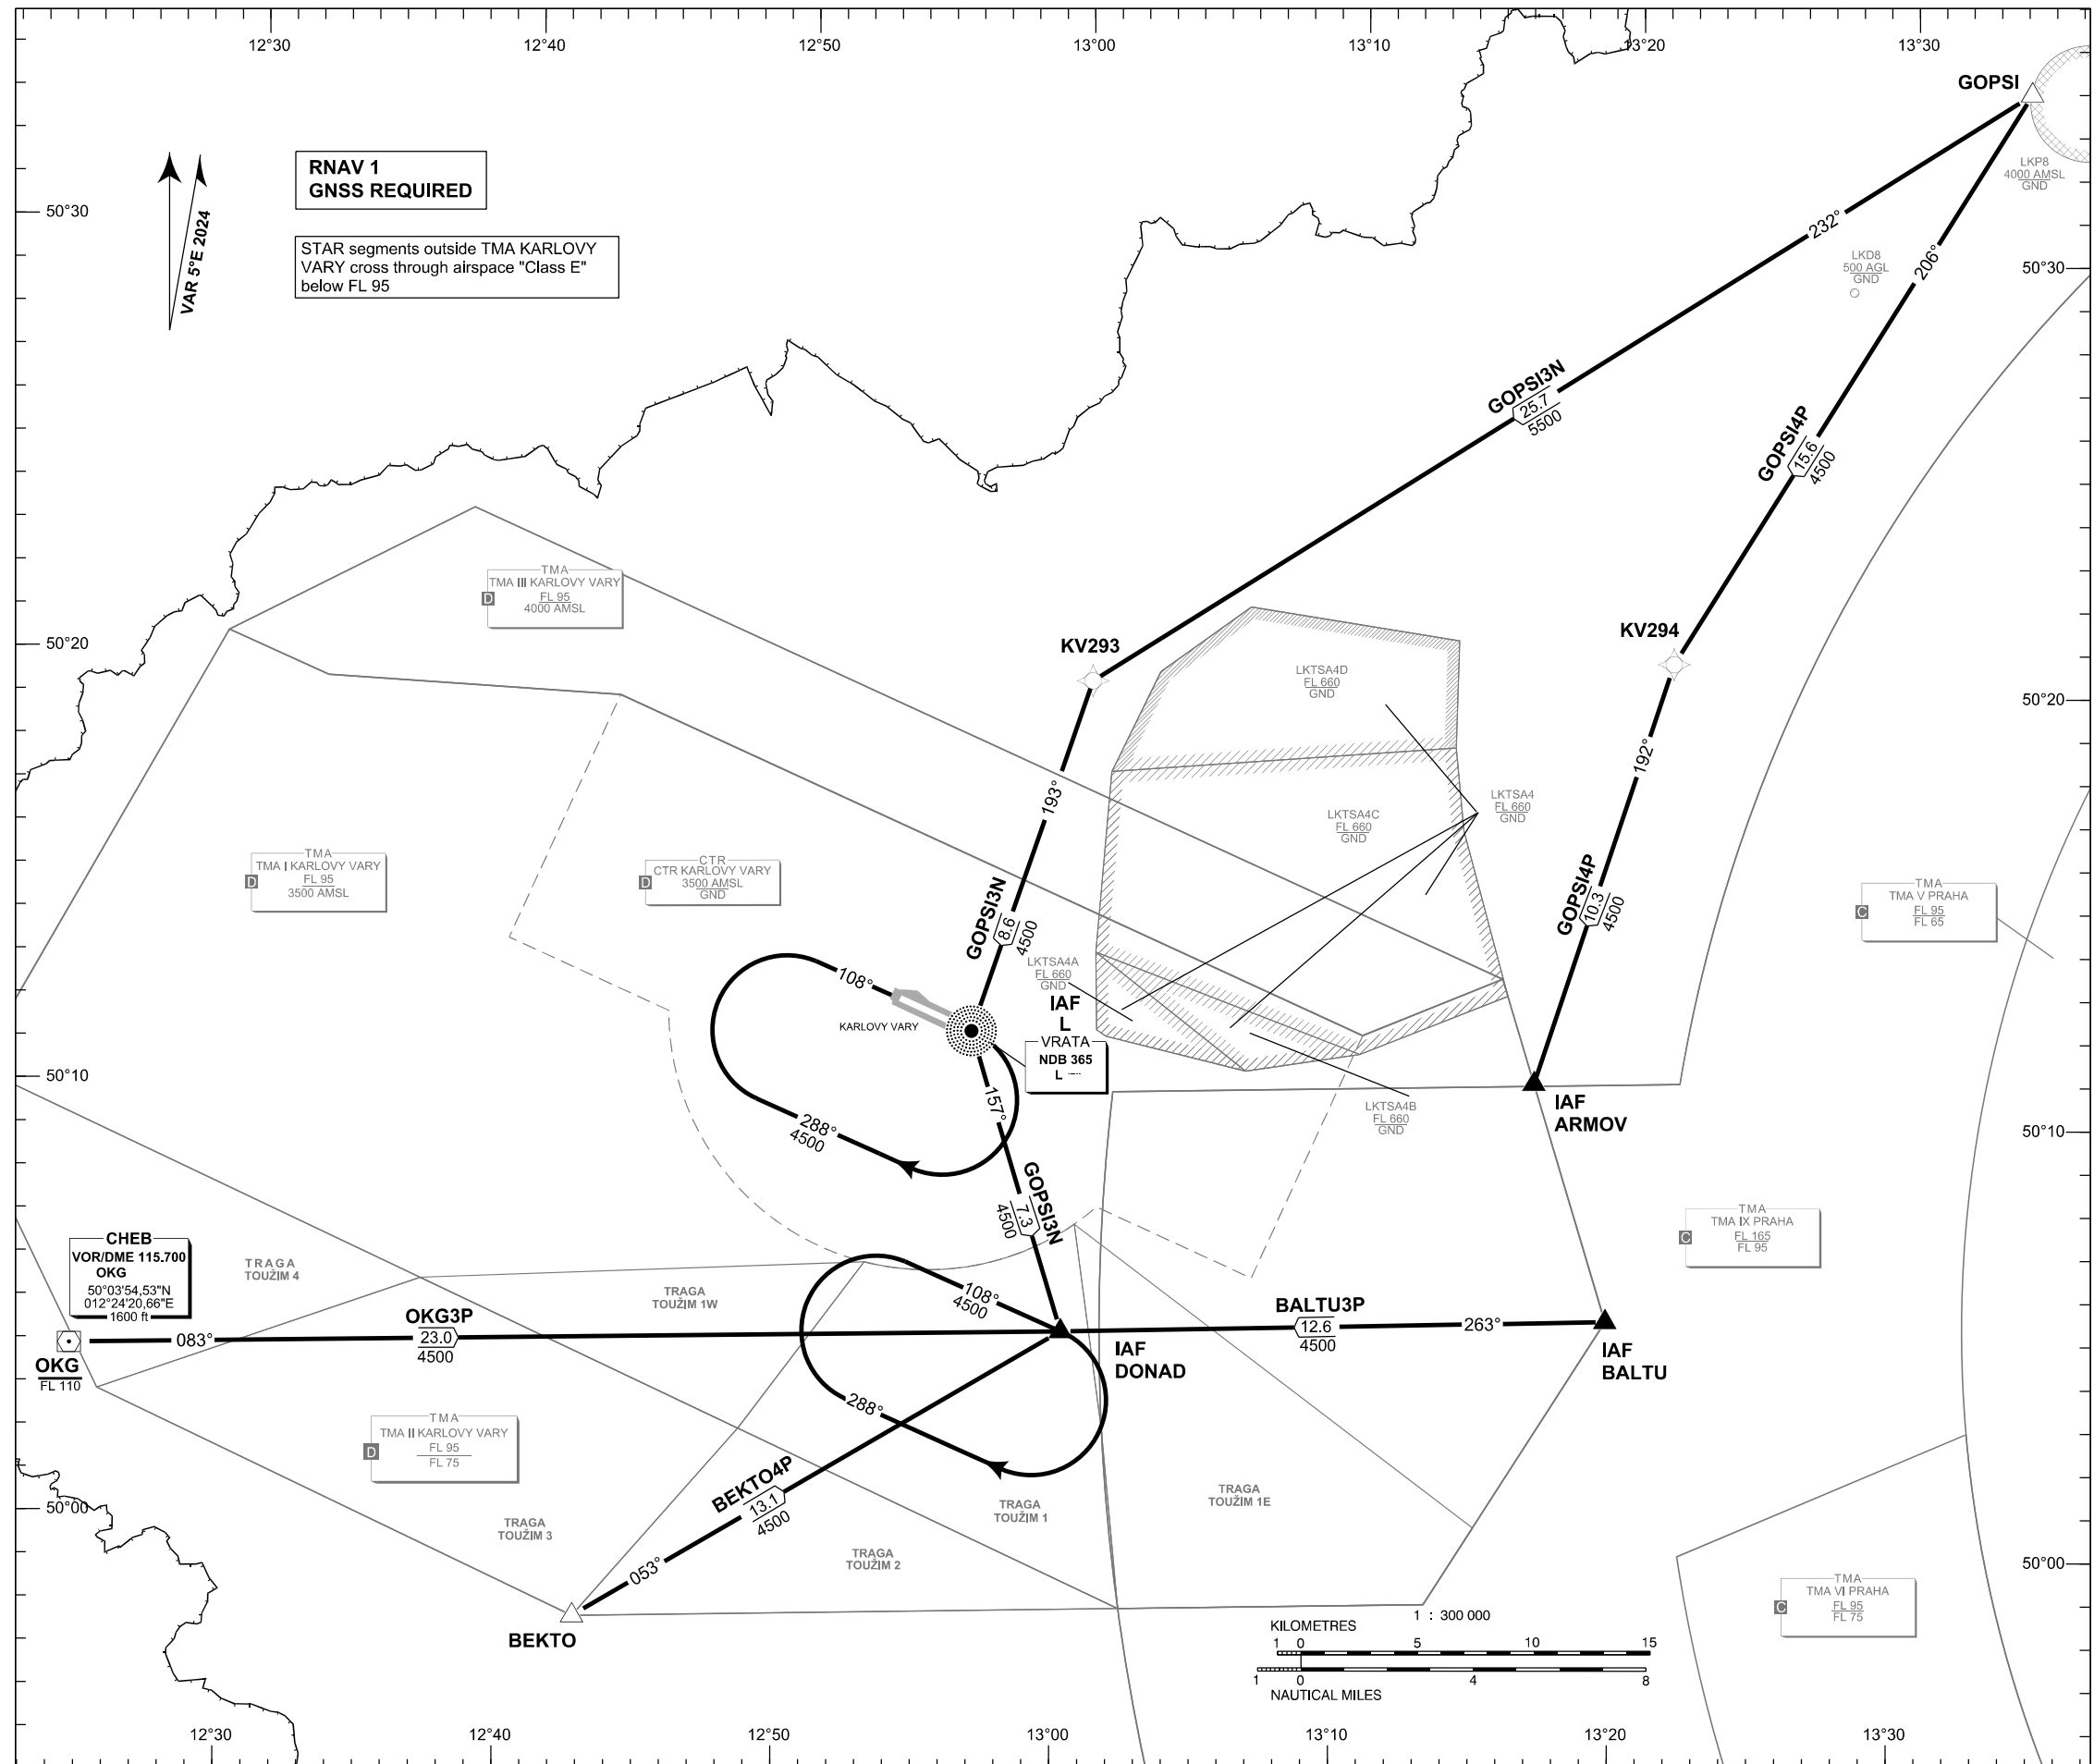 12°30
12°40
12°50
13°00
13°10
13°20
13°30
GOPSI
RNAV 1
GNSS REQUIRED
LKP8
4000 AMSL
GND
50°30
VAR 5°E 2024
232°
STAR segments outside TMA KARLOVY
VARY cross through airspace "Class E"
below FL 95
206°
LKD8
500 AGL
GND
50°30
GOPSI3N
25.7
5500
GOPSI4P
15.6
4500
TMA
TMA III KARLOVY VARY
FL 95
4000 AMSL
D
50°20
KV293
KV294
LKTSA4D
FL 660
GND
50°20
193°
192°
LKTSA4C
FL 660
GND
LKTSA4
FL 660
GND
TMA
TMA I KARLOVY VARY
FL 95
3500 AMSL
D
CTR
CTR KARLOVY VARY
3500 AMSL
GND
D
GOPSI3N
8.6
4500
GOPSI4P
10.3
4500
TMA
TMA V PRAHA
FL 95
FL 65
C
108°
LKTSA4A
FL 660
GND
KARLOVY VARY
IAF
L
VRATA
NDB 365
L
50°10
157°
288°
4500
LKTSA4B
FL 660
GND
IAF
ARMOV
50°10
GOPSI3N
7.3
4500
CHEB
VOR/DME 115.700
OKG
50°03'54,53"N
012°24'20,66"E
1600 ft
TRAGA
TOUŽIM 4
TRAGA
TOUŽIM 1W
TMA
TMA IX PRAHA
FL 165
FL 95
C
108°
4500
OKG
FL 110
083°
OKG3P
23.0
4500
BALTU3P
12.6
4500
263°
IAF
DONAD
IAF
BALTU
288°
TMA
TMA II KARLOVY VARY
FL 95
FL 75
D
BEKTO4P
13.1
4500
TRAGA
TOUŽIM 1
TRAGA
TOUŽIM 1E
50°00
TRAGA
TOUŽIM 3
TRAGA
TOUŽIM 2
053°
50°00
BEKTO
TMA
TMA VI PRAHA
FL 95
FL 75
C
1 : 300 000
KILOMETRES
1 0 5 10 15
1 0 4 8
NAUTICAL MILES
12°30
12°40
12°50
13°00
13°10
13°20
13°30